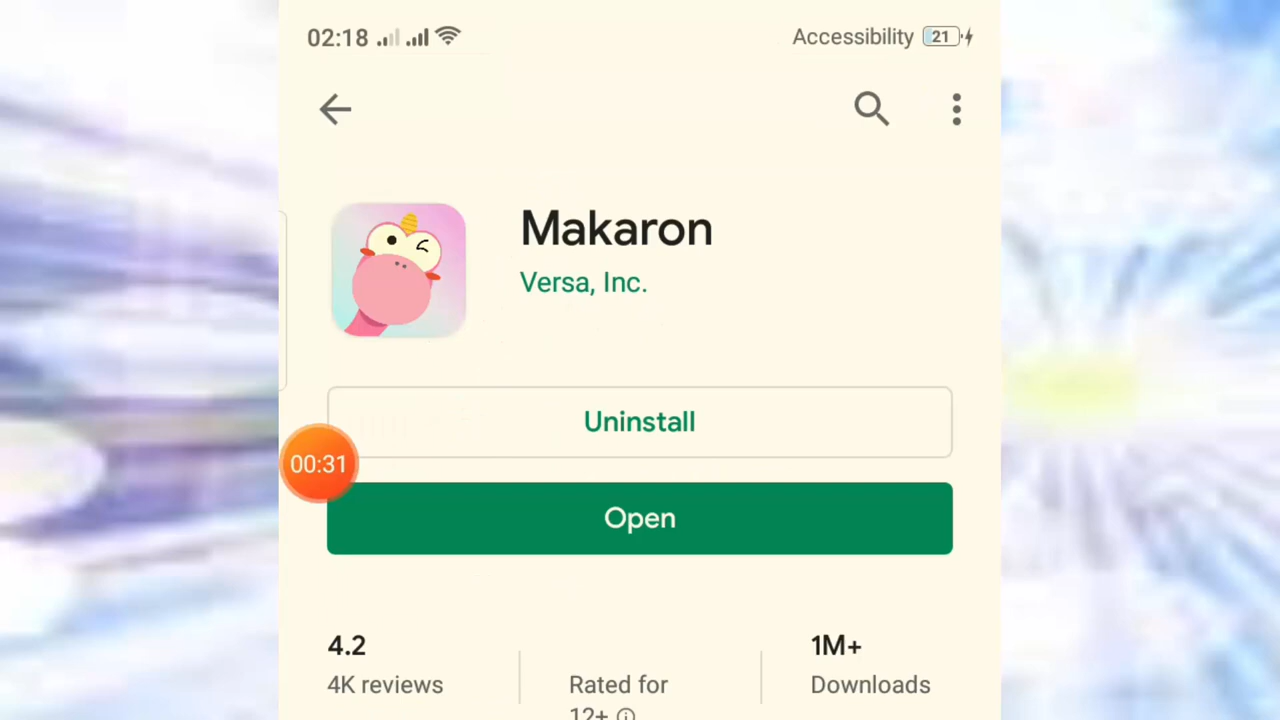 02:18
Accessibility 21
Makaron
Versa, Inc.
Uninstall
00:31
Open
4.2
4K reviews
Rated for
12+
1M+
Downloads